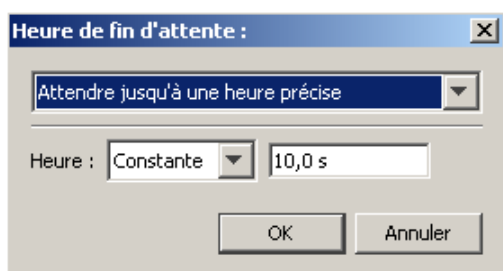 Heure de fin d'attente :
Attendre jusqu'à une heure précise
Heure : Constante 10,0 s
OK Annuler